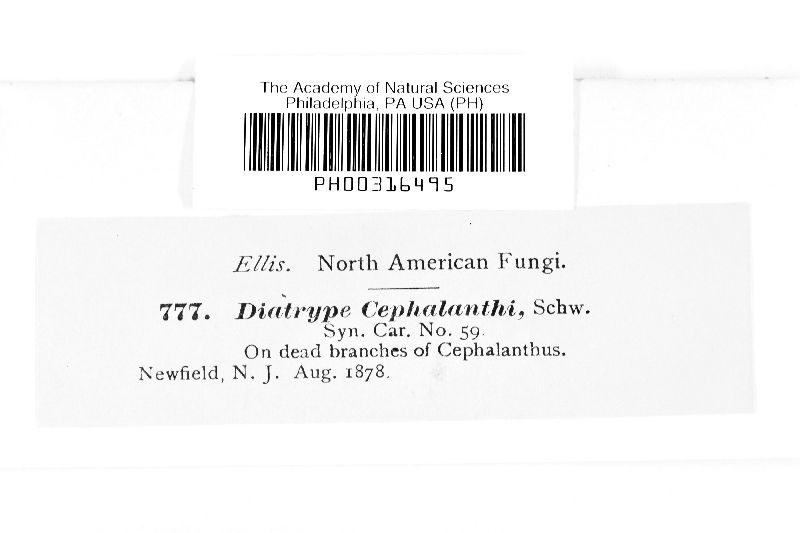 The Academy of Natural Sciences
Philadelphia, PA USA (PH)
PH00316495
Ellis. North American Fungi.
777. Diatrype Cephalanthi, Schw.
Syn. Car. No. 59.
On dead branches of Cephalanthus.
Newfield, N. J. Aug. 1878.